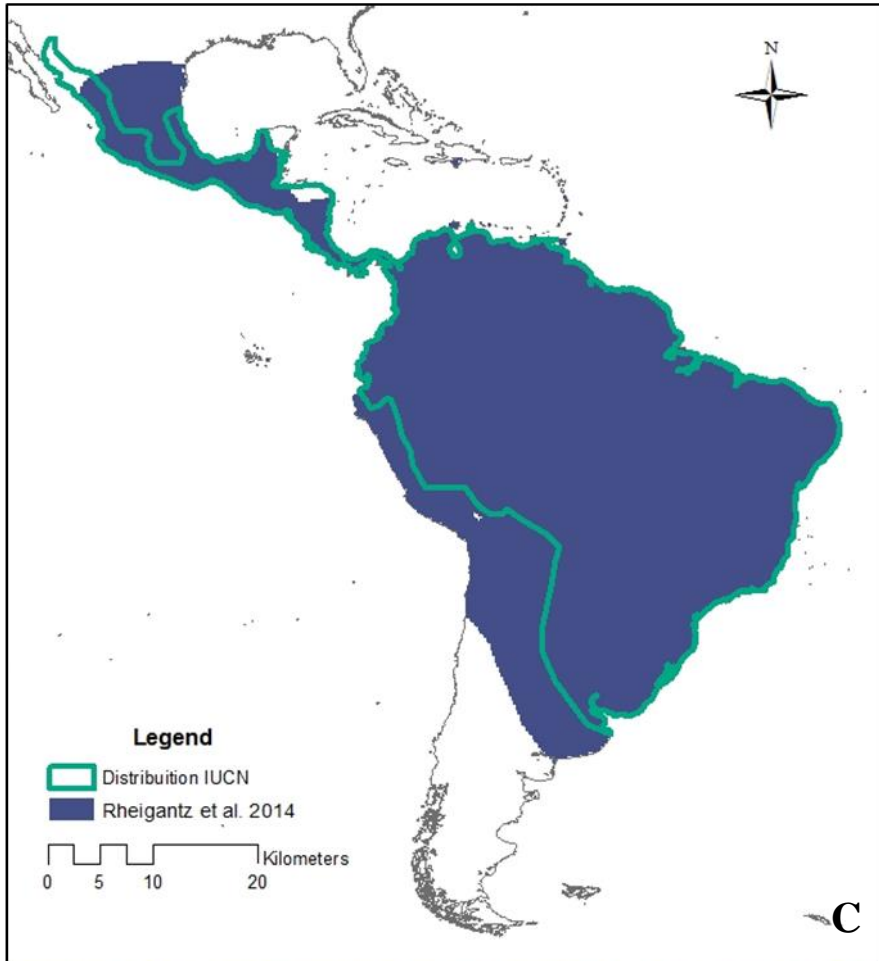 N
Legend
Distribuition IUCN
Rheigantz et al. 2014
Kilometers
0 5 10 20
C